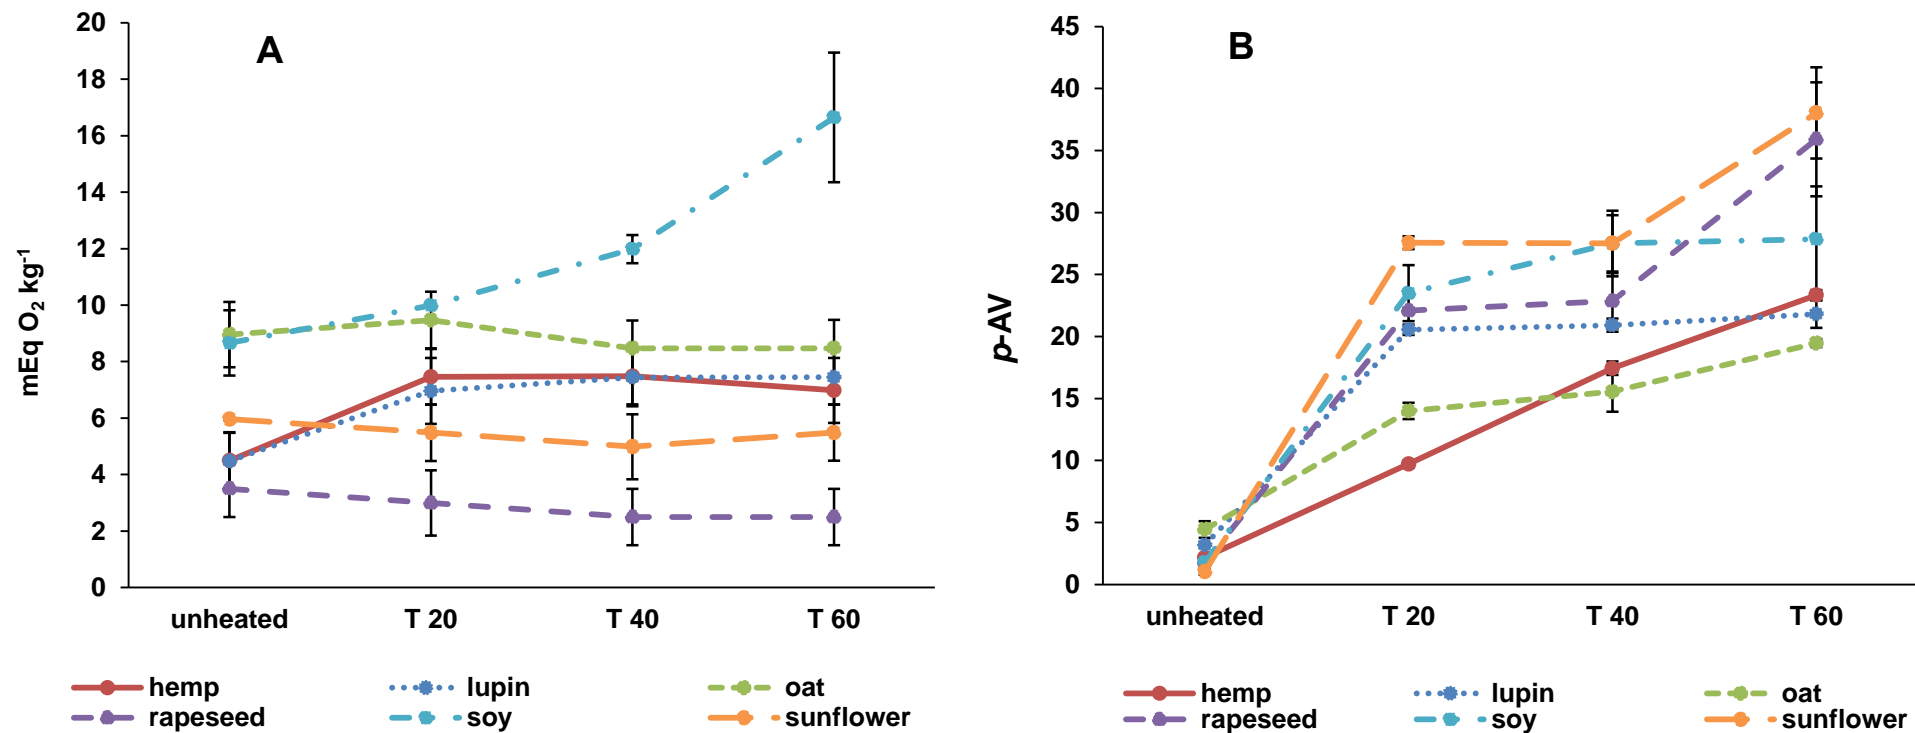 A
20
18
16
14
12
10
8
6
4
2
0
mEq O₂ kg⁻¹
unheated T 20 T 40 T 60
hemp lupin oat
rapeseed soy sunflower
B
45
40
35
30
25
20
15
10
5
0
p-AV
unheated T 20 T 40 T 60
hemp lupin oat
rapeseed soy sunflower